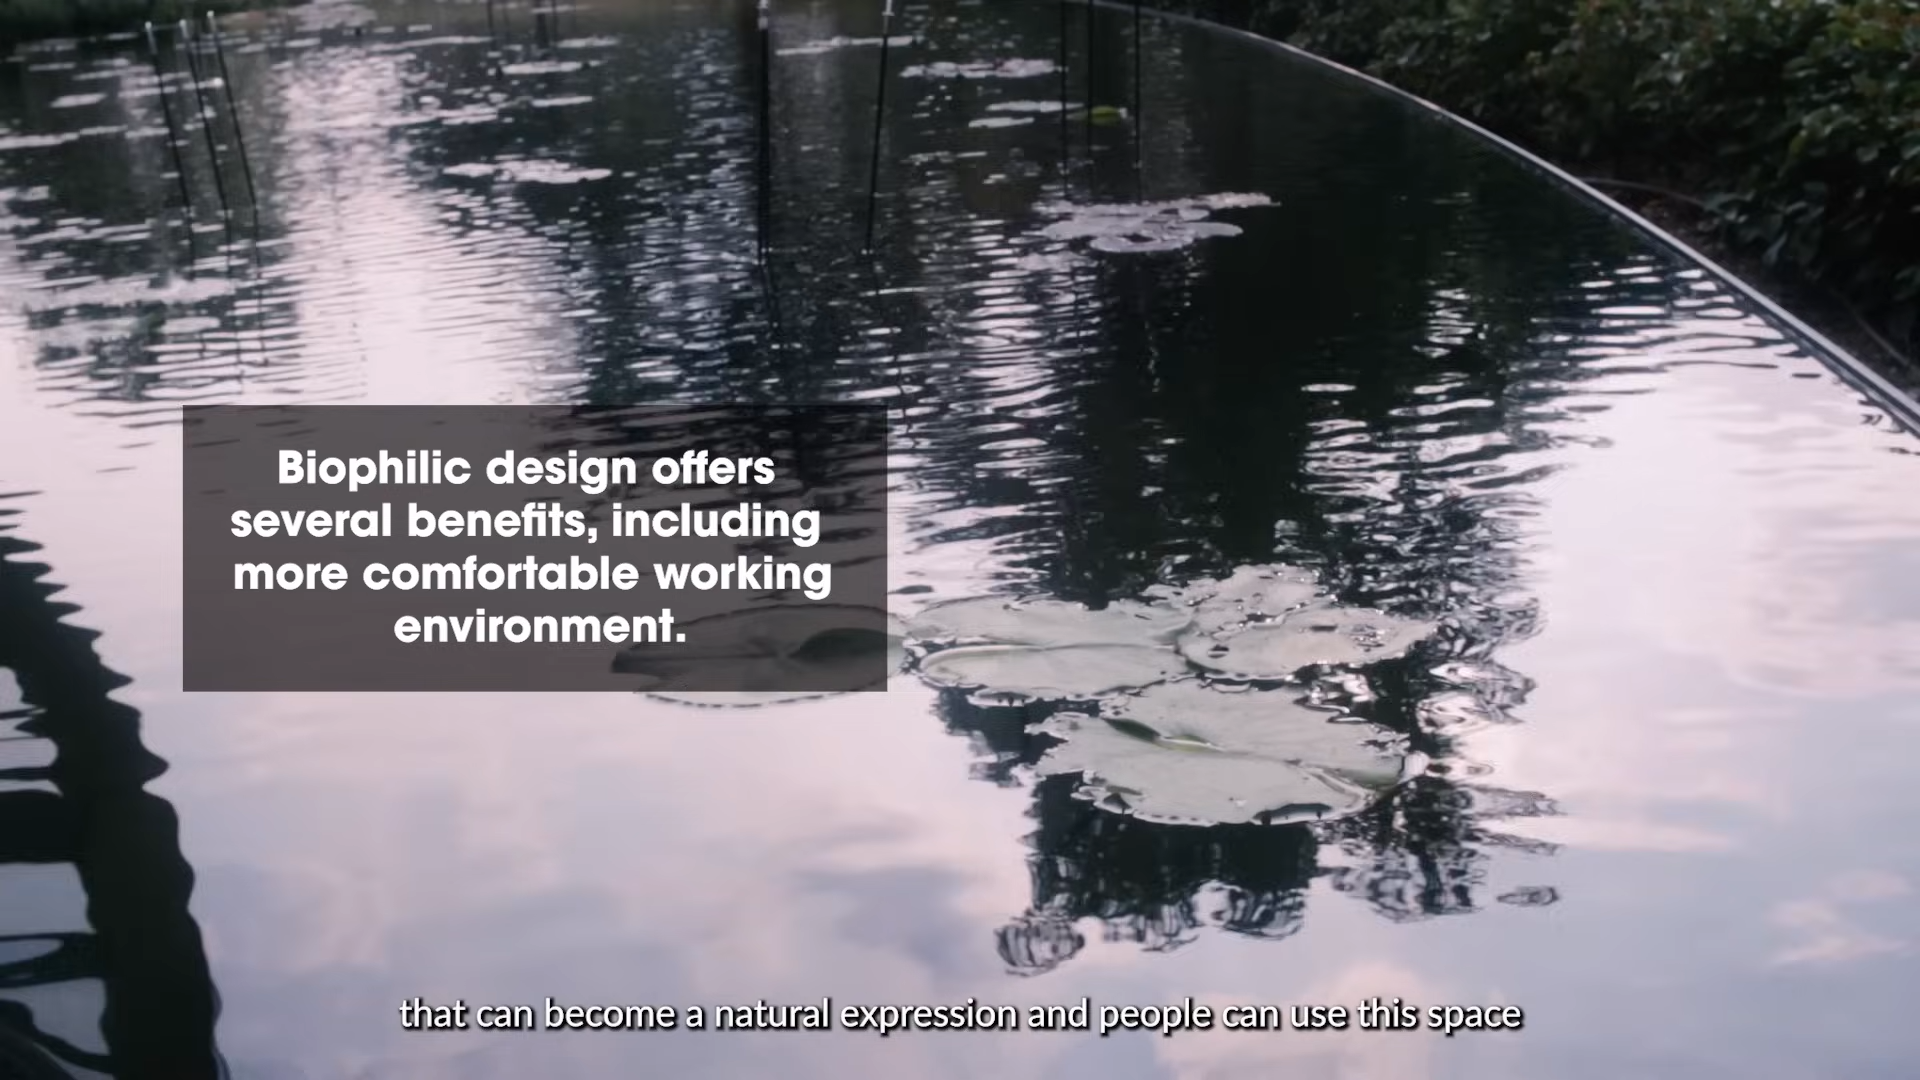 Biophilic design offers
several benefits, including
more comfortable working
environment.
that can become a natural expression and people can use this space